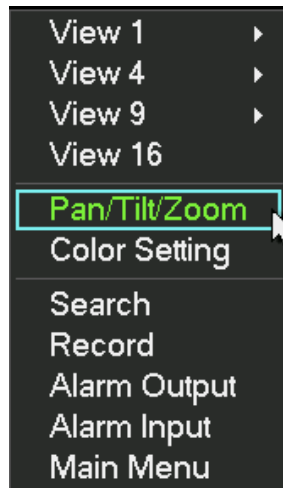 View 1
View 4
View 9
View 16
Pan/Tilt/Zoom
Color Setting
Search
Record
Alarm Output
Alarm Input
Main Menu